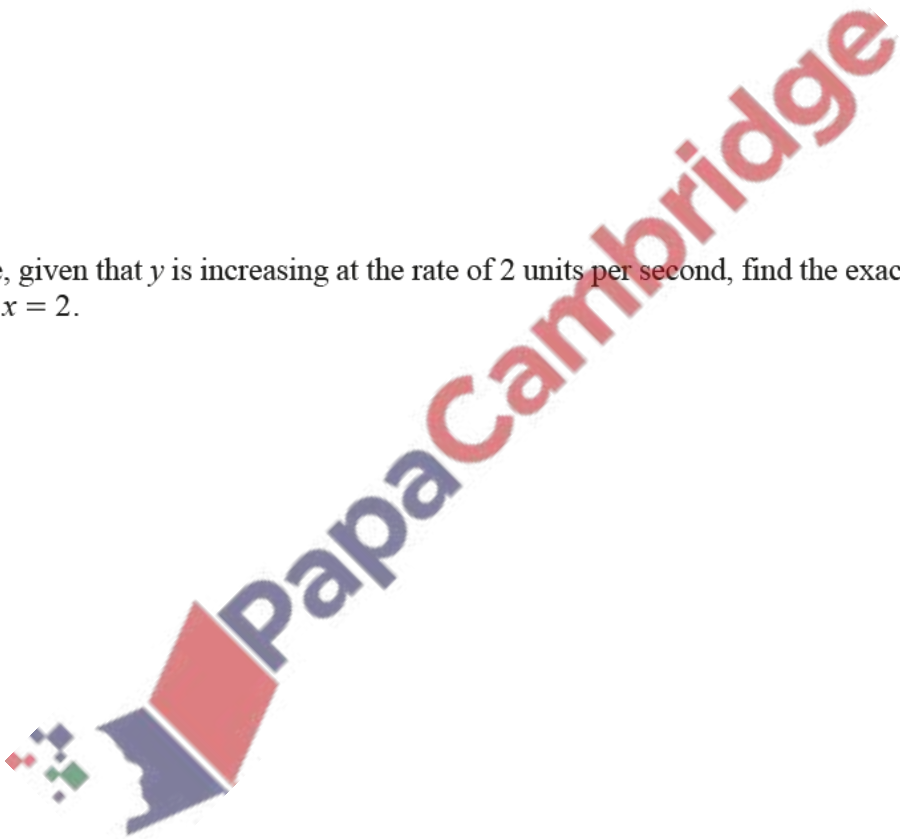 , given that y is increasing at the rate of 2 units per second, find the exac
x = 2.
PapaCambridge